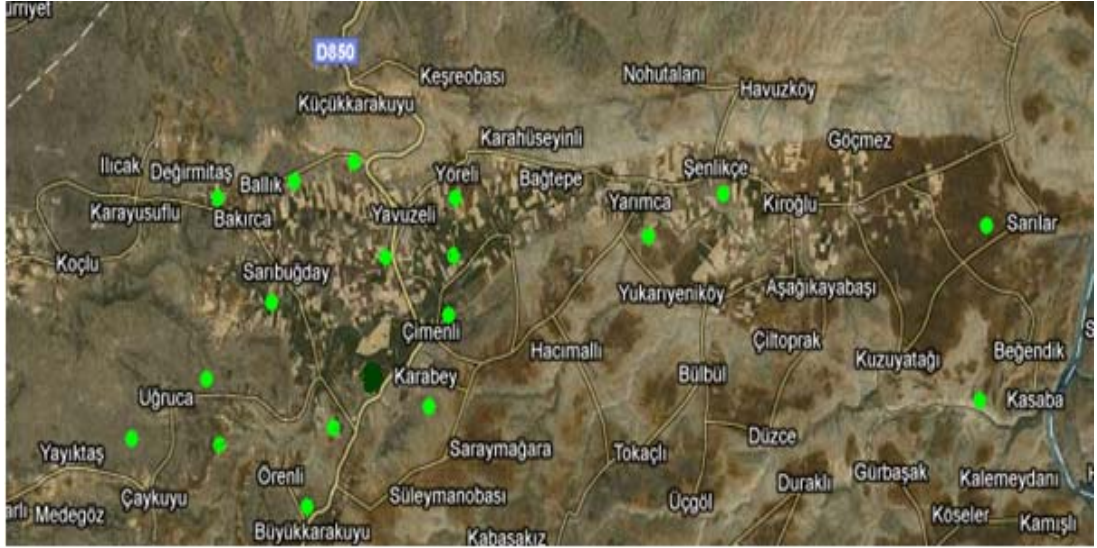 D850
Keşreobası
Nohutalanı
Havuzköy
Küçükkarakuyu
Karahüseyinli
Göçmez
Ilıcak
Değirmitaş
Ballık
Yöreli
Bağtepe
Şenlikçe
Karayusuflu
Bakırca
Yavuzeli
Yarımca
Kiroğlu
Sarılar
Koçlu
Sarıbuğday
Yukarıyeniköy
Aşağıkayabaşı
Çimenli
Hacımallı
Çiltoprak
Kuzuyatağı
Beğendik
Karabey
Bülbül
Uğruca
Kasaba
Yayıktaş
Saraymağara
Tokaçlı
Düzce
Örenli
Çaykuyu
Süleymanobası
Üçgöl
Duraklı
Gürbaşak
Kalemeydanı
Medegöz
Büyükkarakuyu
Kabasakız
Köseler
Kamışlı